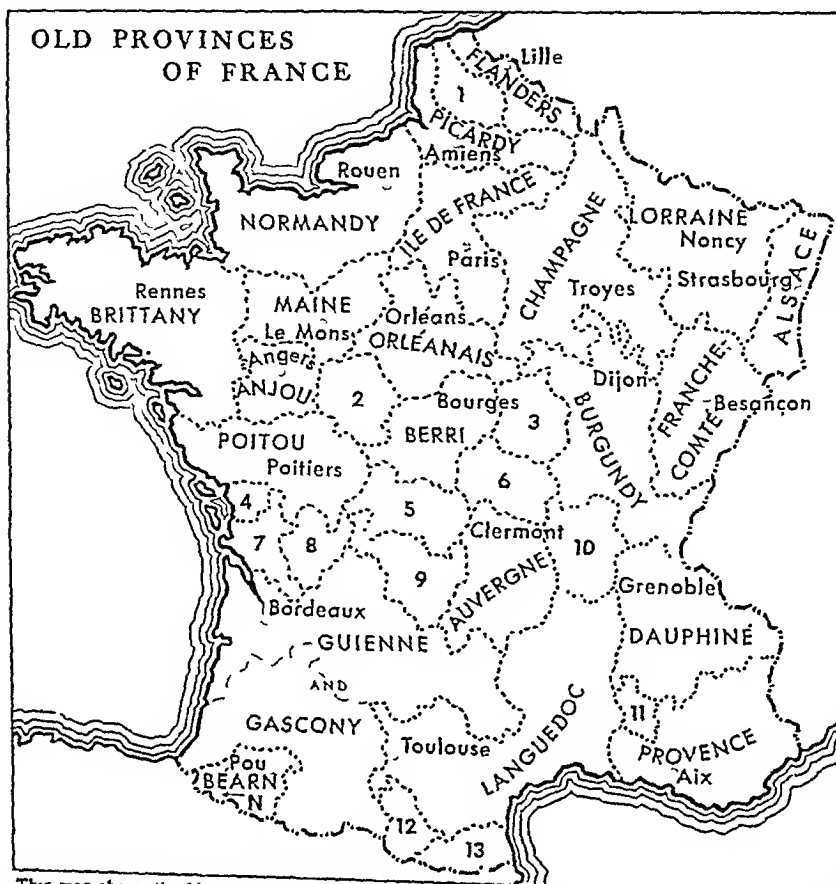 OLD PROVINCES
OF FRANCE
Lille
FLANDERS
1
PICARDY
Amiens
Rouen
NORMANDY
ILE DE FRANCE
Paris
CHAMPAGNE
LORRAINE
Noncy
Strasbourg
ALSACE
Troyes
Rennes
BRITTANY
MAINE
Le Mons
Orleans
ORLÉANAIS
Angers
ANJOU
2
Bourges
BERRI
3
Dijon
BURGUNDY
FRANCHE-
COMTÉ
Besançon
POITOU
Poitiers
4
5
6
7
8
9
10
Clermont
AUVERGNE
Grenoble
DAUPHINÉ
Bordeaux
GUIENNE
AND
GASCONY
Toulouse
LANGUEDOC
11
PROVENCE
Aix
Pou
BEARN
N
12
13